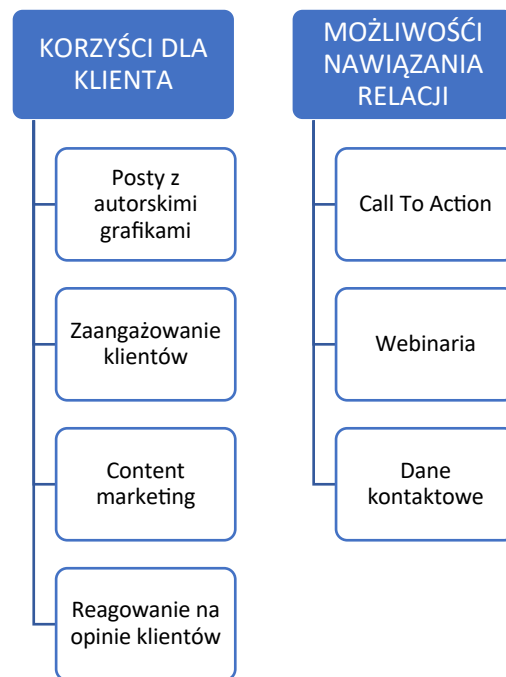 KORZYŚCI DLA
KLIENTA
Posty z
autorskimi
grafikami
Zaangażowanie
klientów
Content
marketing
Reagowanie na
opinie klientów
MOŻLIWOŚĆI
NAWIĄZANIA
RELACJI
Call To Action
Webinaria
Dane
kontaktowe